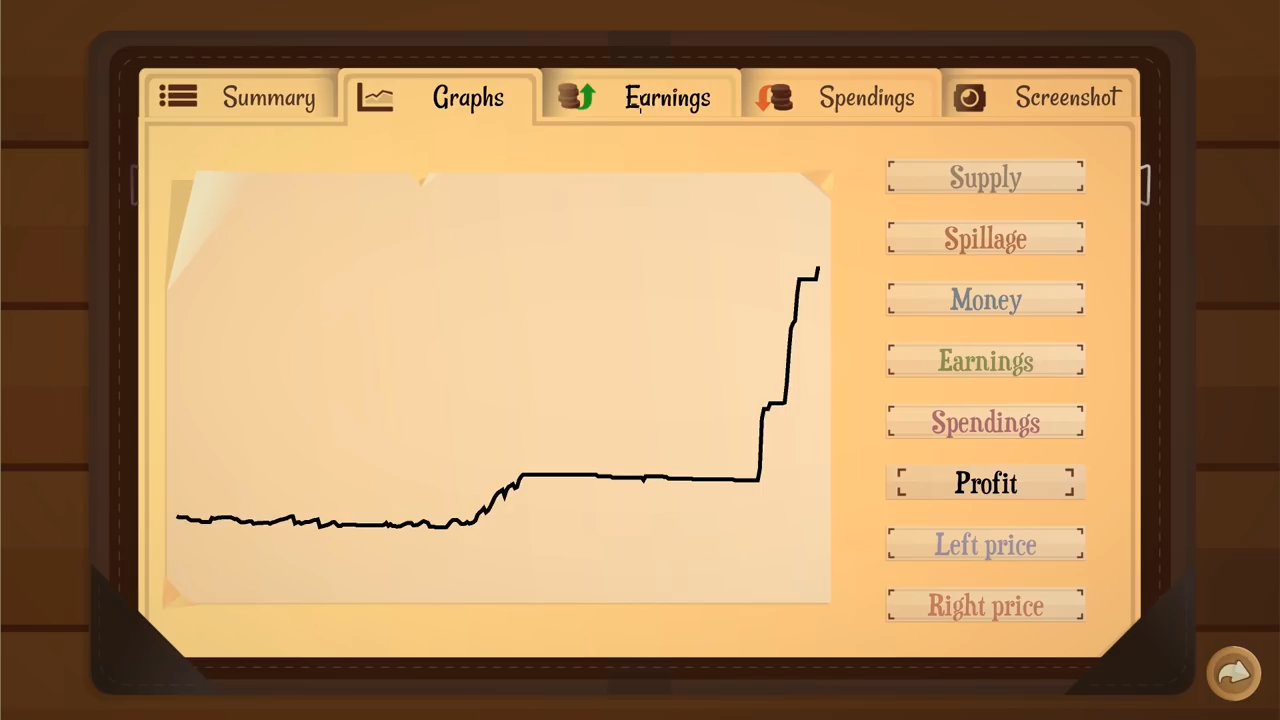 Summary
Graphs
Earnings
Spendings
Screenshot
Supply
Spillage
Money
Earnings
Spendings
Profit
Left price
Right price